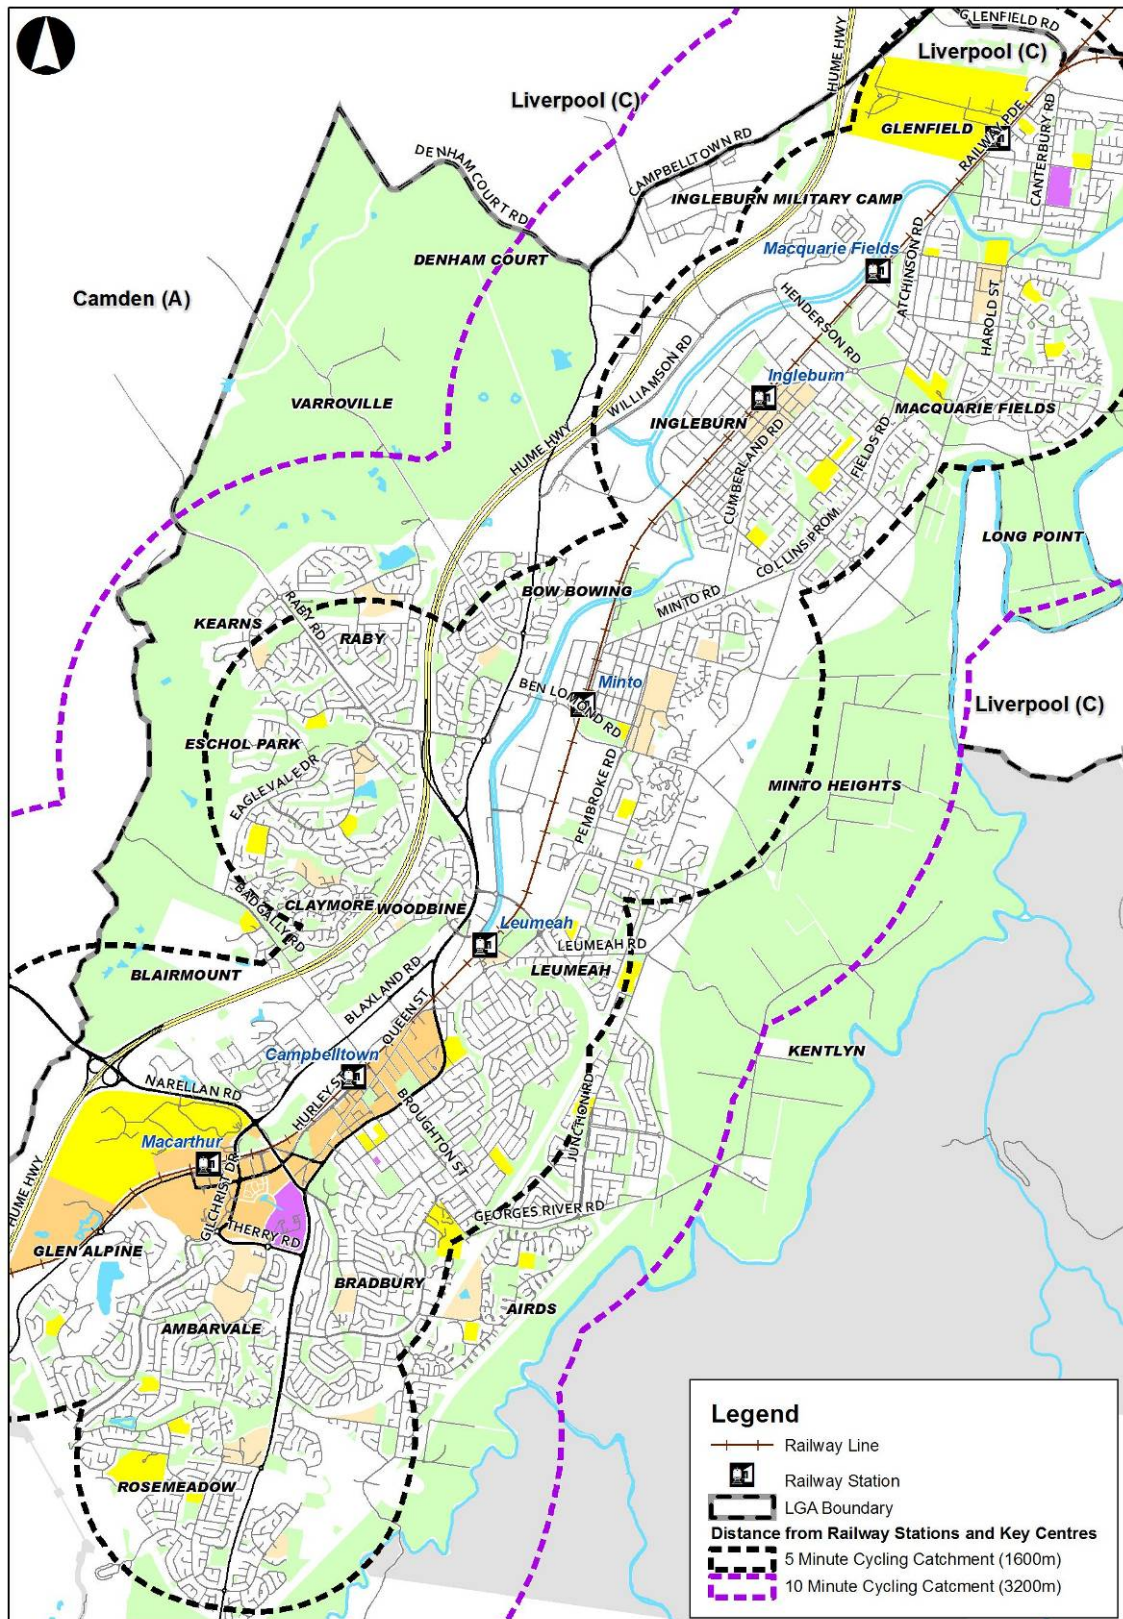 GLENFIELD RD
Liverpool (C)
HUME HWY
Liverpool (C)
GLENFIELD
RAILWAY PDE
CANTERBURY RD
DENHAM COURT RD
CAMPBELLTOWN RD
INGLEBURN MILITARY CAMP
Macquarie Fields
DENHAM COURT
ATCHINSON RD
Camden (A)
HENDERSON RD
HAROLD ST
WILLIAMSON RD
Ingleburn
VARROVILLE
INGLEBURN
MACQUARIE FIELDS
HUME HWY
CUMBERLAND RD
FIELDS RD
COLLINS PROM
LONG POINT
BOW BOWING
MINTO RD
KEARNS
RABY RD
RABY
Minto
BEN LOMOND RD
Liverpool (C)
ESCHOL PARK
EAGLEVALE DR
PEMBROKE RD
MINTO HEIGHTS
CLAYMORE
WOODBINE
BADGALLY RD
Leumeah
LEUMEAH RD
BLAIRMOUNT
LEUMEAH
BLAXLAND RD
QUEEN ST
KENTLYN
Campbelltown
NARELLAN RD
HURLEY ST
BROUGHTON ST
JUNCTION RD
Macarthur
HUME HWY
GILCHRIST DR
THERRY RD
GEORGES RIVER RD
GLEN ALPINE
BRADBURY
AIRDS
AMBARVALE
ROSEMEADOW
Legend
Railway Line
Railway Station
LGA Boundary
Distance from Railway Stations and Key Centres
5 Minute Cycling Catchment (1600m)
10 Minute Cycling Catcment (3200m)